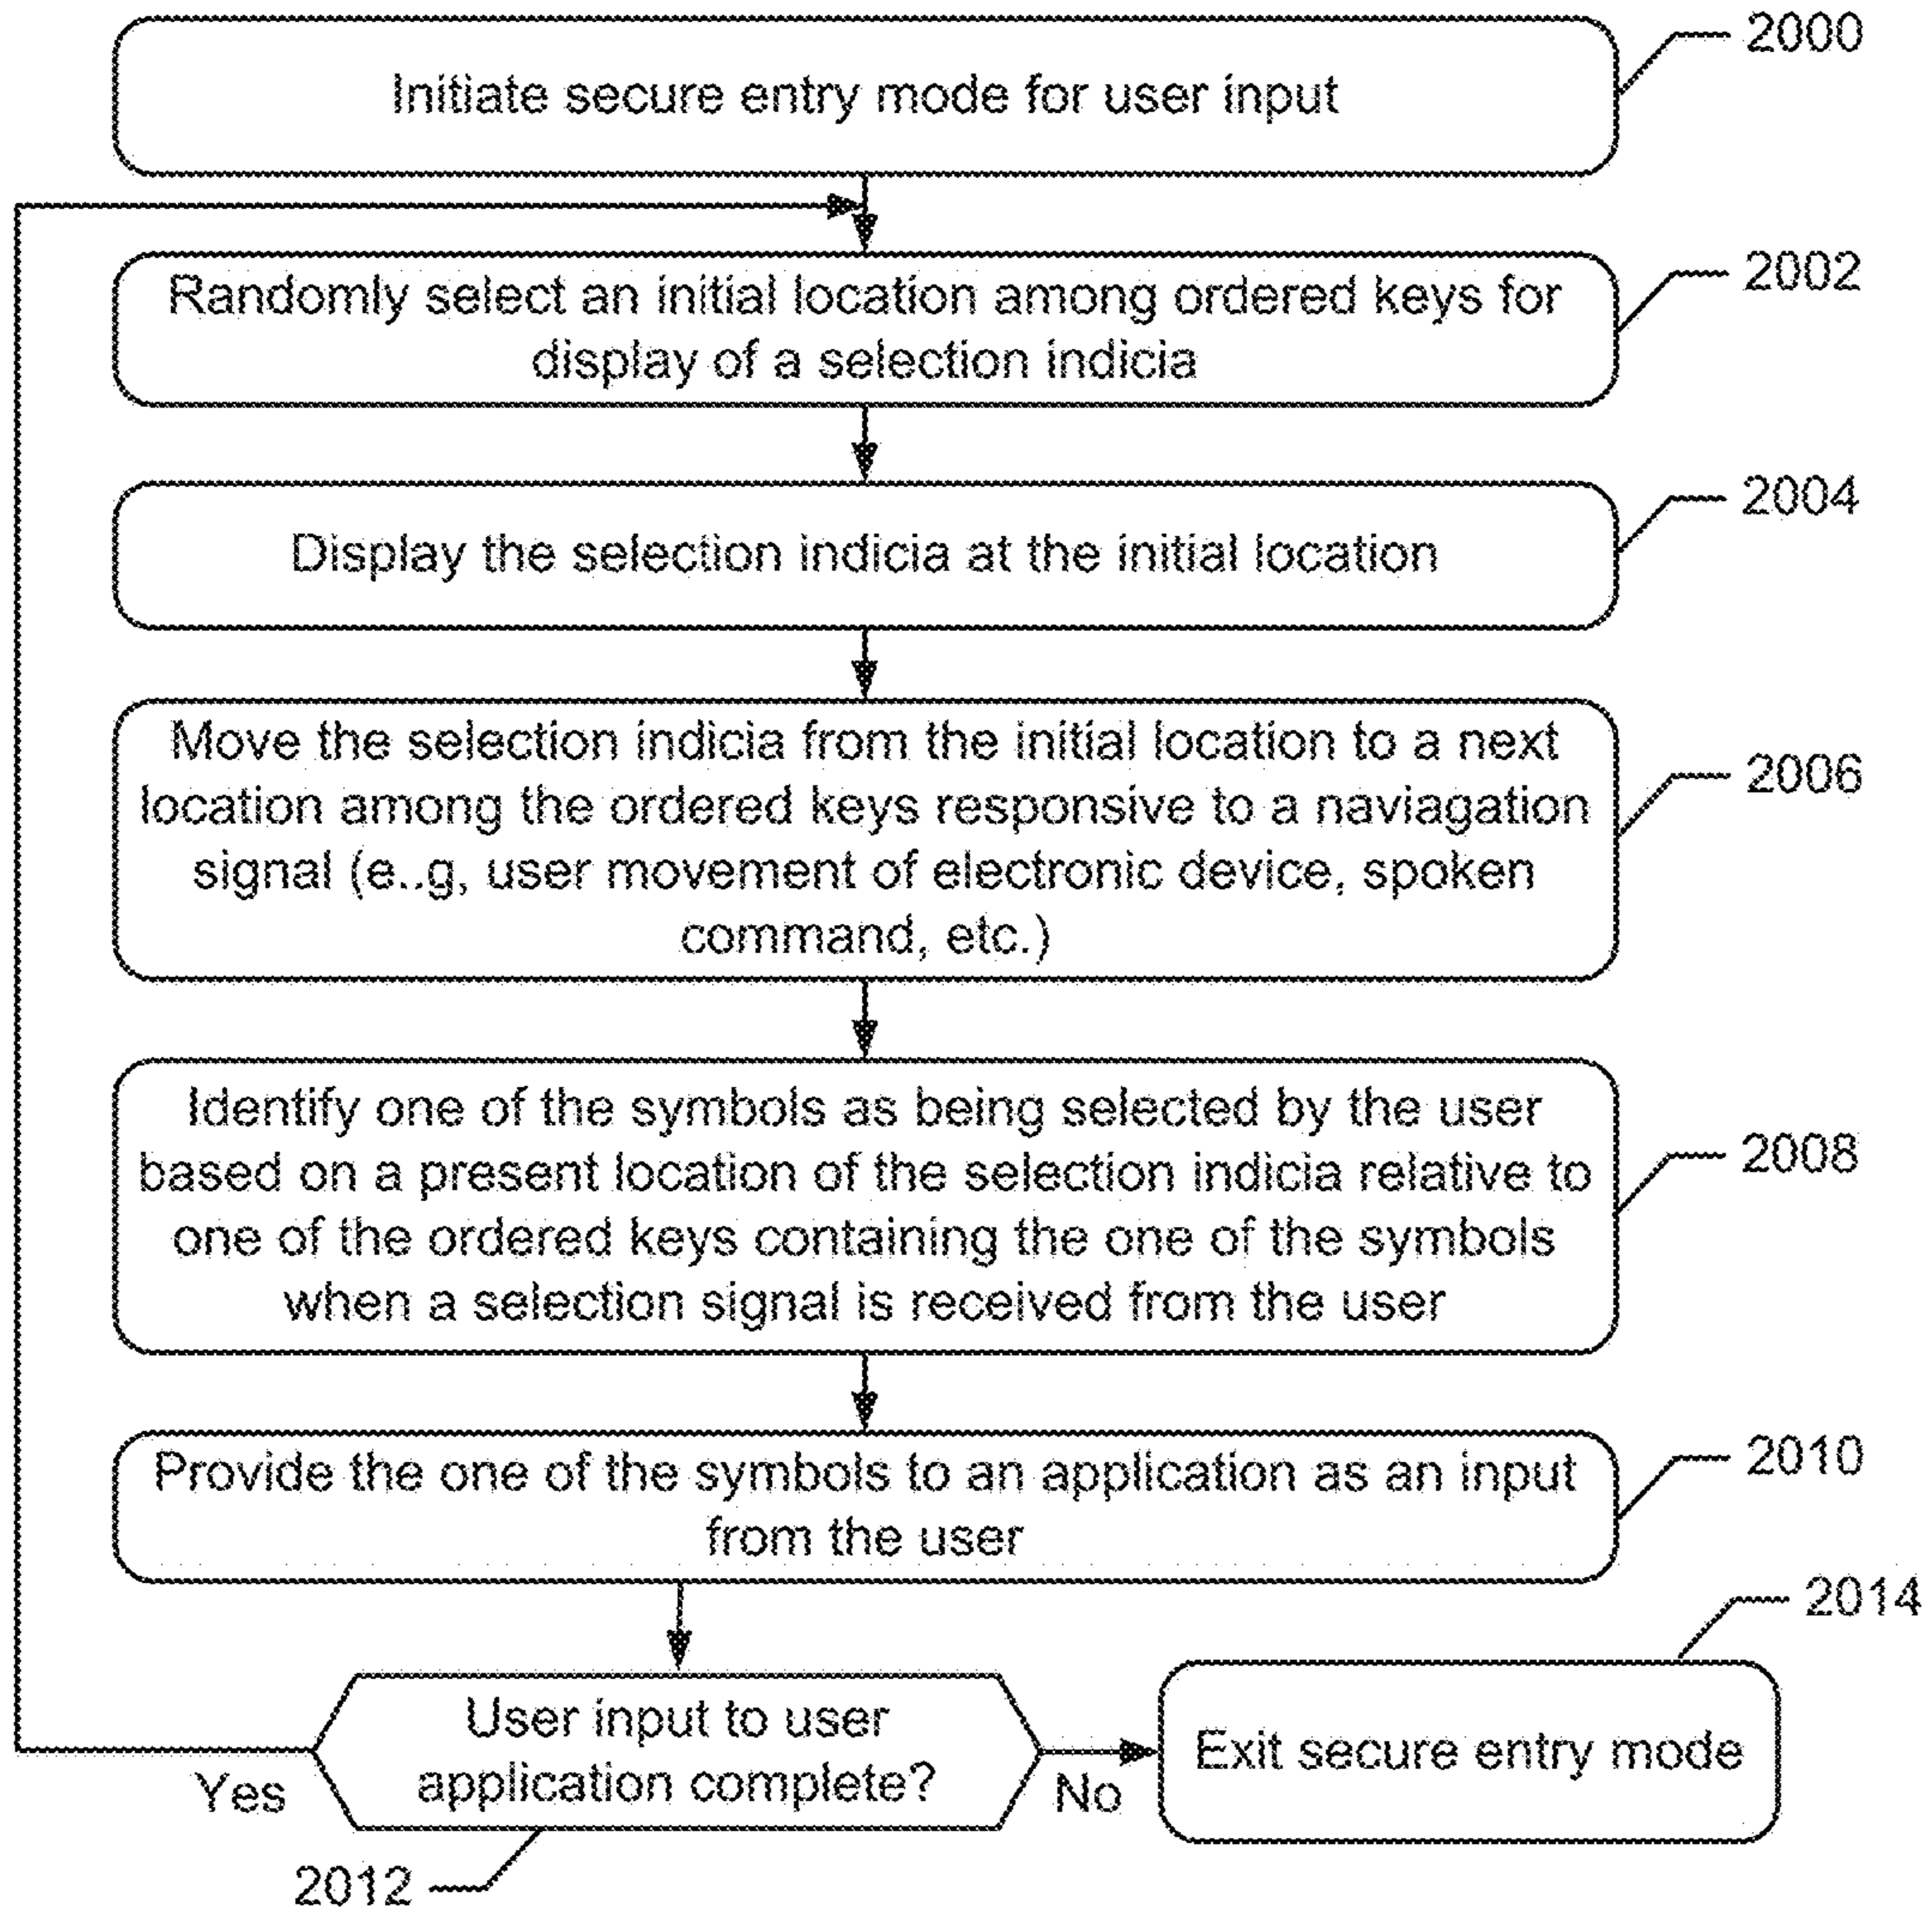 2000
Initiate secure entry mode for user input
2002
Randomly select an initial location among ordered keys for
display of a selection indicia
2004
Display the selection indicia at the initial location
2006
Move the selection indicia from the initial location to a next
location among the ordered keys responsive to a naviagation
signal (e..g, user movement of electronic device, spoken
command, etc.)
2008
Identify one of the symbols as being selected by the user
based on a present location of the selection indicia relative to
one of the ordered keys containing the one of the symbols
when a selection signal is received from the user
2010
Provide the one of the symbols to an application as an input
from the user
2014
User input to user
application complete?
Yes
No
Exit secure entry mode
2012